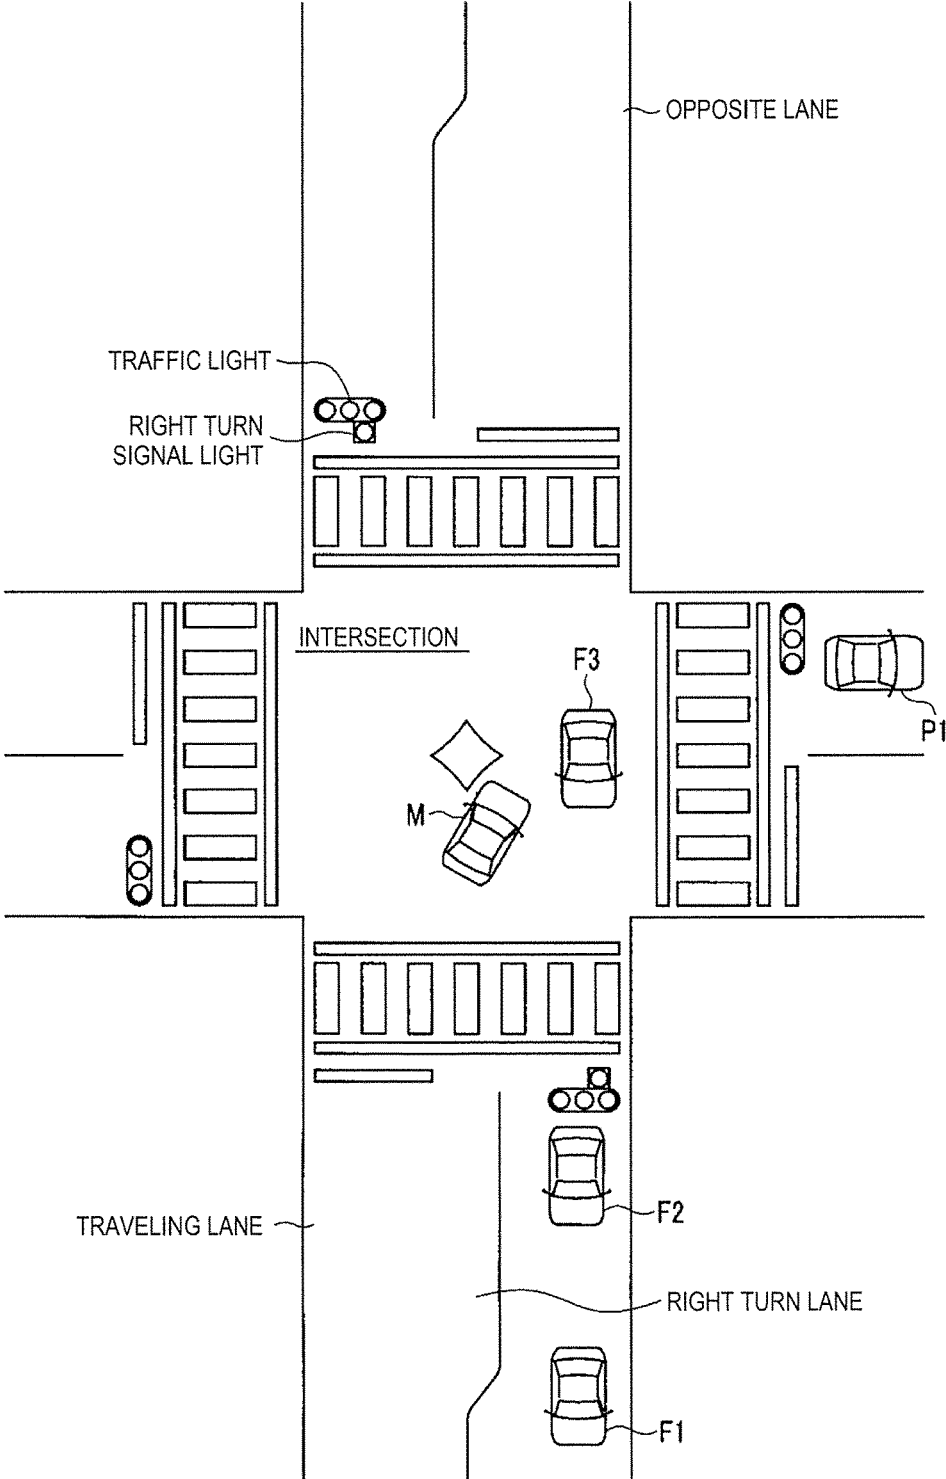 OPPOSITE LANE
TRAFFIC LIGHT
RIGHT TURN
SIGNAL LIGHT
INTERSECTION
F3
P1
M
F2
TRAVELING LANE
RIGHT TURN LANE
F1